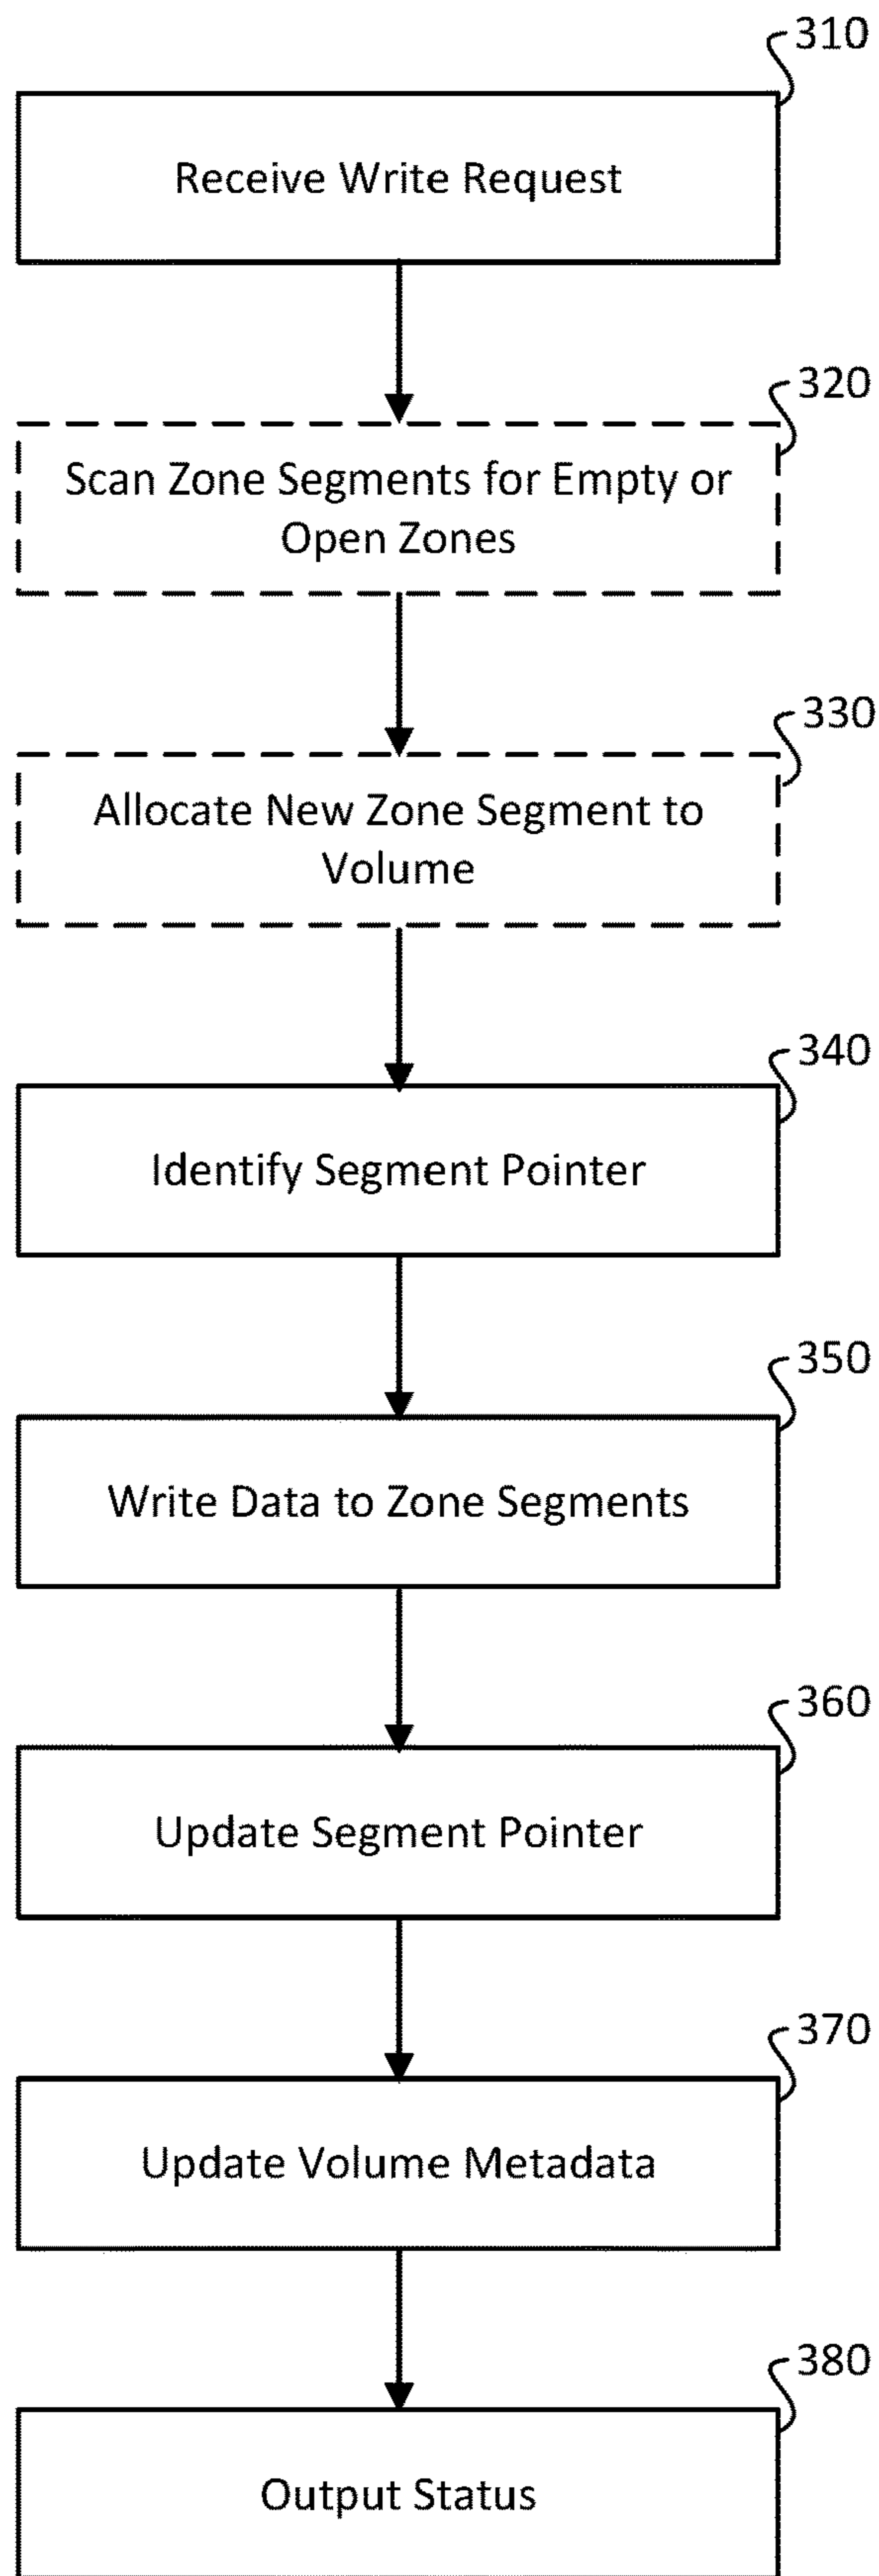 310
Receive Write Request
320
Scan Zone Segments for Empty or
Open Zones
330
Allocate New Zone Segment to
Volume
340
Identify Segment Pointer
350
Write Data to Zone Segments
360
Update Segment Pointer
370
Update Volume Metadata
380
Output Status